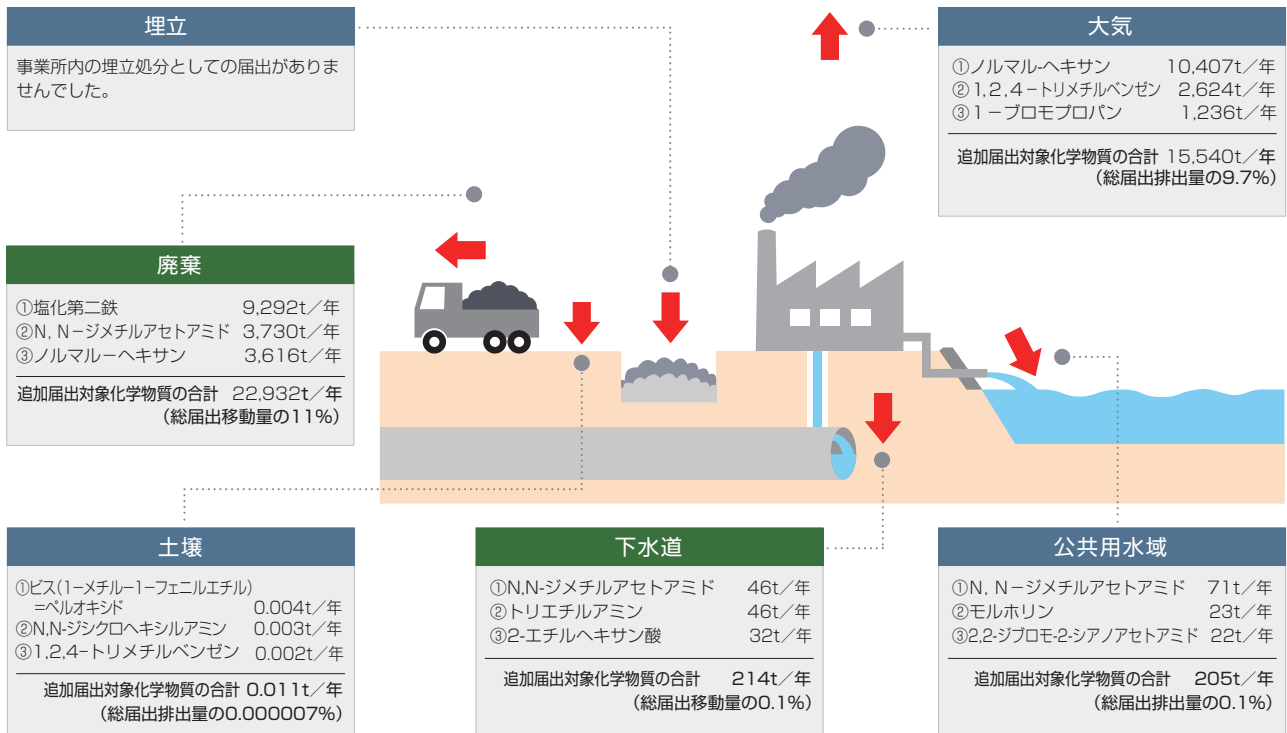 埋立
事業所内の埋立処分としての届出がありま
せんでした。
大気
①ノルマル-ヘキサン 10,407t／年
②1,2,4－トリメチルベンゼン 2,624t／年
③1－ブロモプロパン 1,236t／年
追加届出対象化学物質の合計 15,540t／年
（総届出排出量の9.7%）
廃棄
①塩化第二鉄 9,292t／年
②N, N－ジメチルアセトアミド 3,730t／年
③ノルマル－ヘキサン 3,616t／年
追加届出対象化学物質の合計 22,932t／年
（総届出移動量の11%）
土壌
①ビス(1−メチル−1−フェニルエチル)
=ペルオキシド 0.004t／年
②N,N-ジシクロヘキシルアミン 0.003t／年
③1,2,4−トリメチルベンゼン 0.002t／年
追加届出対象化学物質の合計 0.011t／年
（総届出排出量の0.000007%）
下水道
①N,N-ジメチルアセトアミド 46t／年
②トリエチルアミン 46t／年
③2-エチルヘキサン酸 32t／年
追加届出対象化学物質の合計 214t／年
（総届出移動量の0.1%）
公共用水域
①N, N－ジメチルアセトアミド 71t／年
②モルホリン 23t／年
③2,2-ジブロモ-2-シアノアセトアミド 22t／年
追加届出対象化学物質の合計 205t／年
（総届出排出量の0.1%）